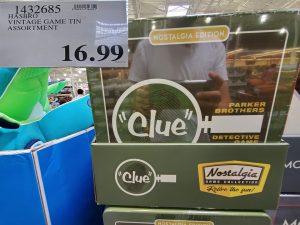 1432685
HASBRO
VINTAGE GAME TIN
ASSORTMENT
16.99
NOSTALGIA EDITION
"Clue"
PARKER
BROTHERS
DETECTIVE
GAME
"Clue"
Nostalgia
GAME COLLECTION
Relive the fun!